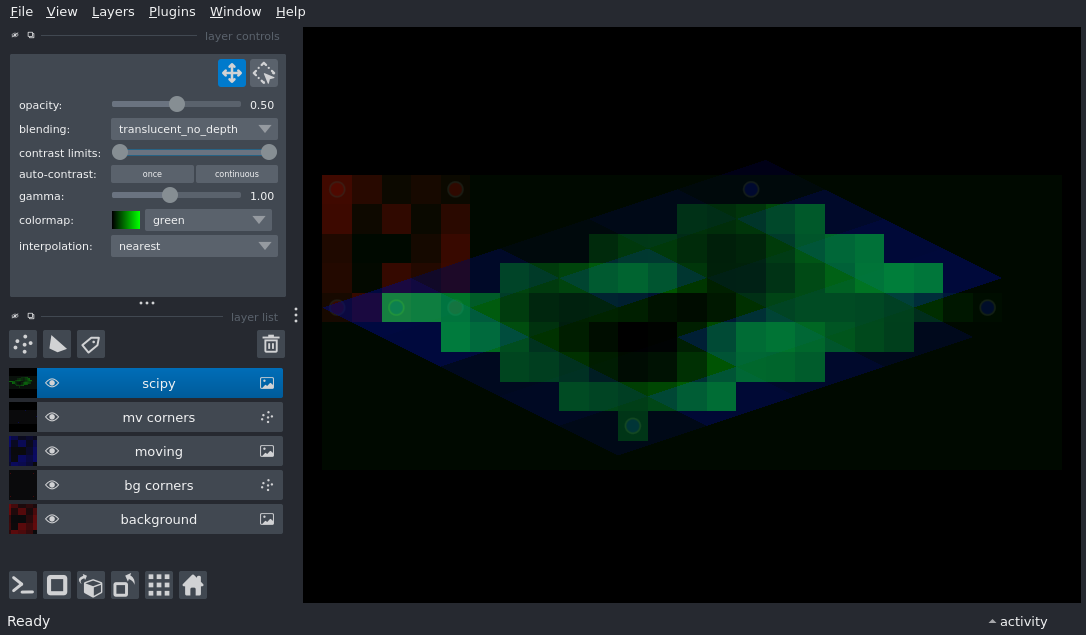 File View Layers Plugins Window Help
layer controls
opacity: 0.50
blending: translucent_no_depth
contrast limits:
auto-contrast: once continuous
gamma: 1.00
colormap: green
interpolation: nearest
layer list
scipy
mv corners
moving
bg corners
background
Ready activity